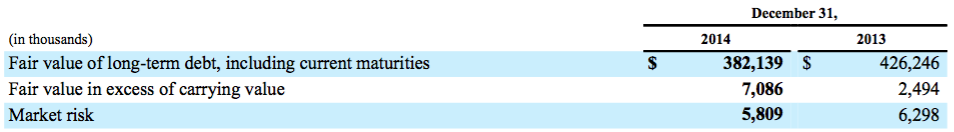 December 31,
(in thousands) 2014 2013
Fair value of long-term debt, including current maturities $ 382,139 $ 426,246
Fair value in excess of carrying value 7,086 2,494
Market risk 5,809 6,298